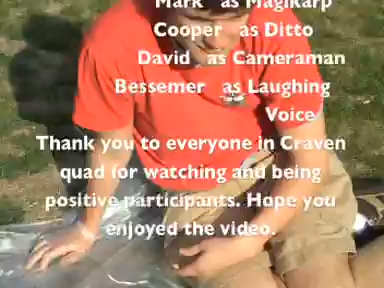 Mark as Magikarp
Cooper as Ditto
David as Cameraman
Bessemer as Laughing
Voice
Thank you to everyone in Craven
quad for watching and being
positive participants. Hope you
enjoyed the video.